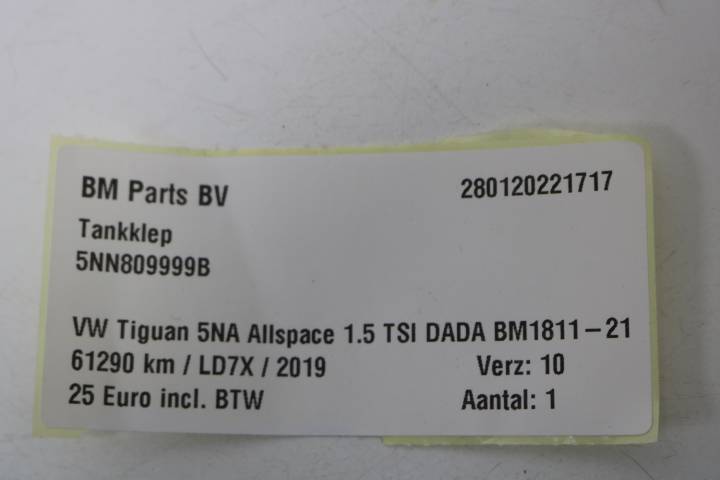 BM Parts BV 280120221717
Tankklep
5NN809999B
VW Tiguan 5NA Allspace 1.5 TSI DADA BM1811-21
61290 km / LD7X / 2019 Verz: 10
25 Euro incl. BTW Aantal: 1